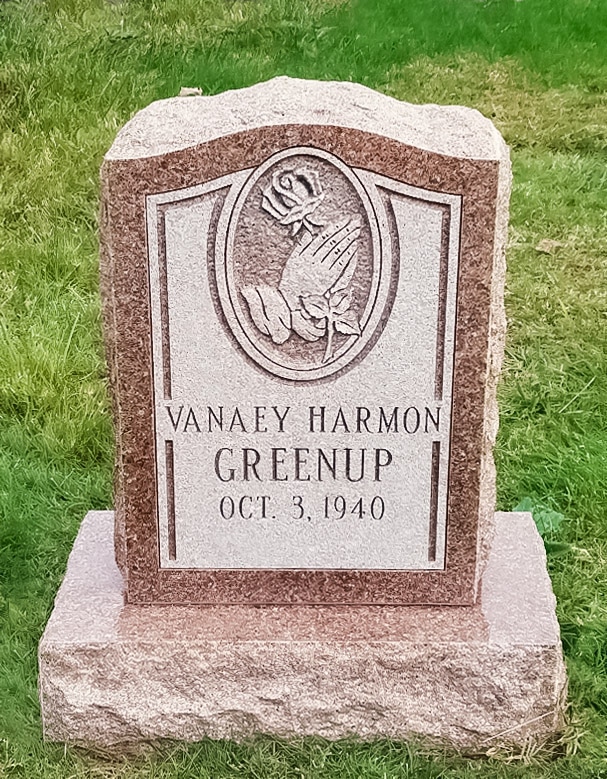 VANAEY HARMON
GREENUP
OCT. 3, 1940